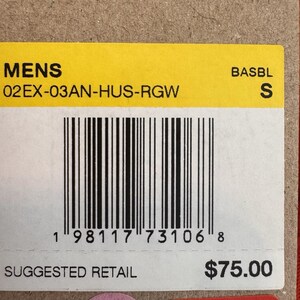 MENS BASBL
02EX-03AN-HUS-RGW S
1 98117 73106 8
SUGGESTED RETAIL $75.00